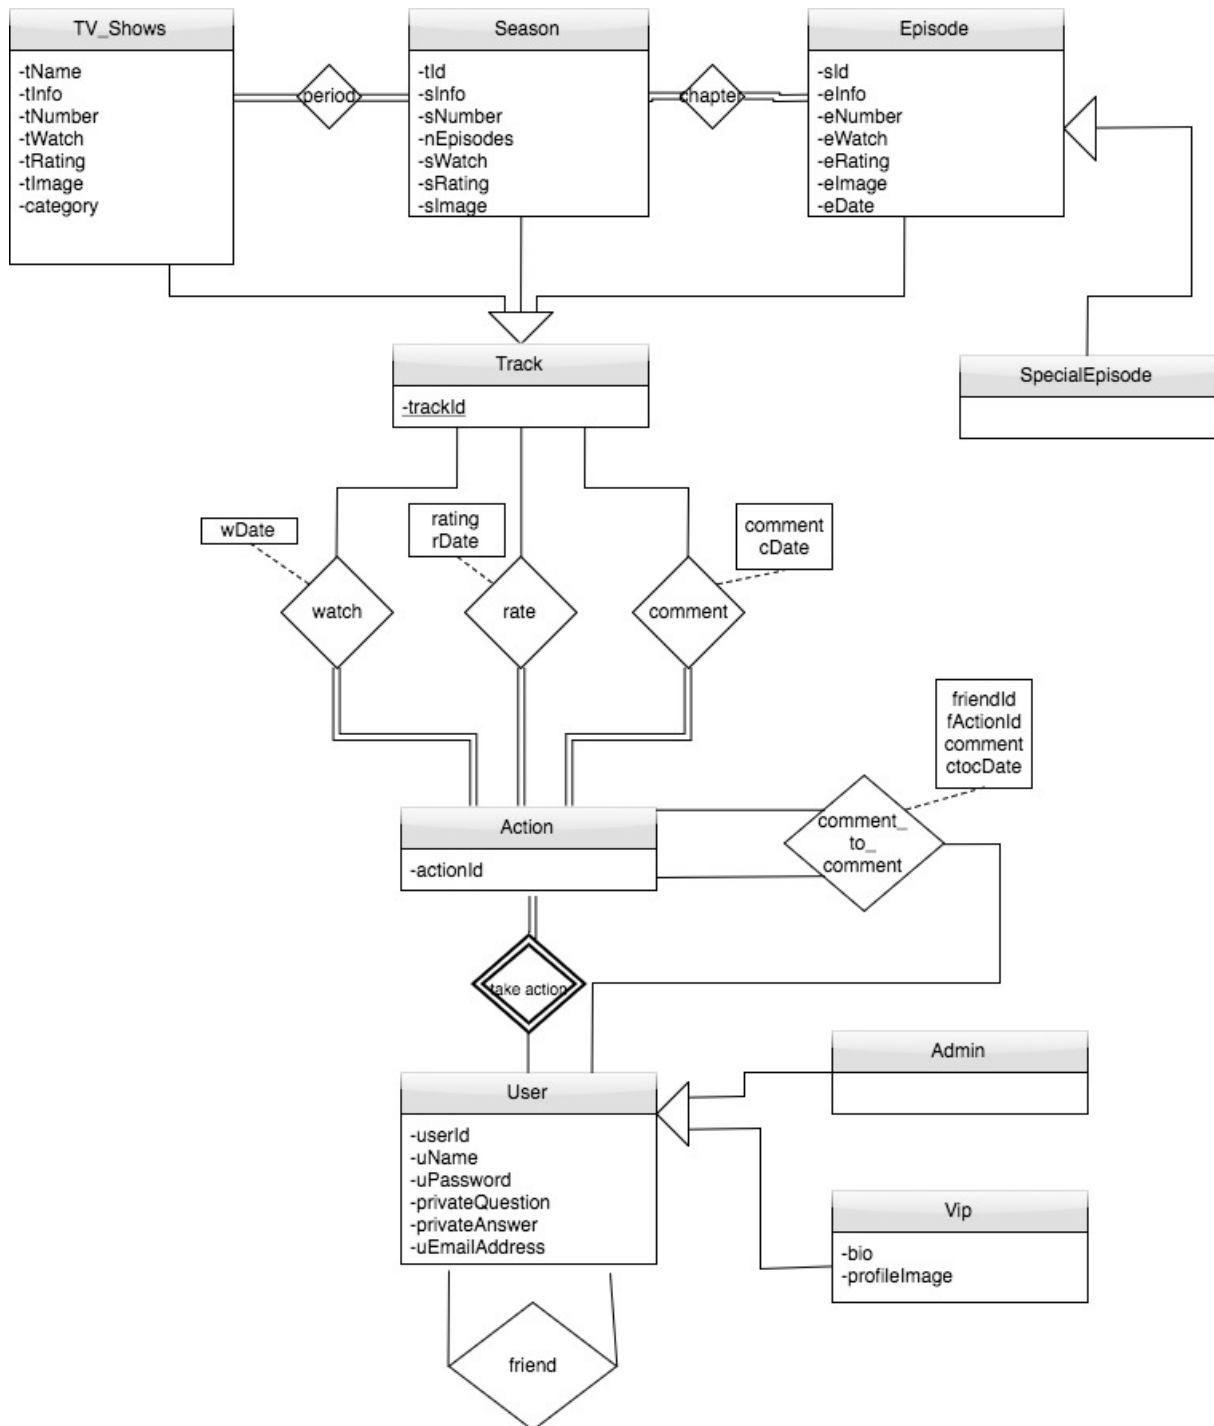 TV_Shows
-tName
-tInfo
-tNumber
-tWatch
-tRating
-tImage
-category
period
Season
-tId
-sInfo
-sNumber
-nEpisodes
-sWatch
-sRating
-sImage
chapter
Episode
-sId
-eInfo
-eNumber
-eWatch
-eRating
-eImage
-eDate
SpecialEpisode
Track
-trackId
wDate
rating
rDate
comment
cDate
watch
rate
comment
friendId
fActionId
comment
ctocDate
Action
-actionId
comment_
to_
comment
take action
User
-userId
-uName
-uPassword
-privateQuestion
-privateAnswer
-uEmailAddress
Admin
Vip
-bio
-profileImage
friend